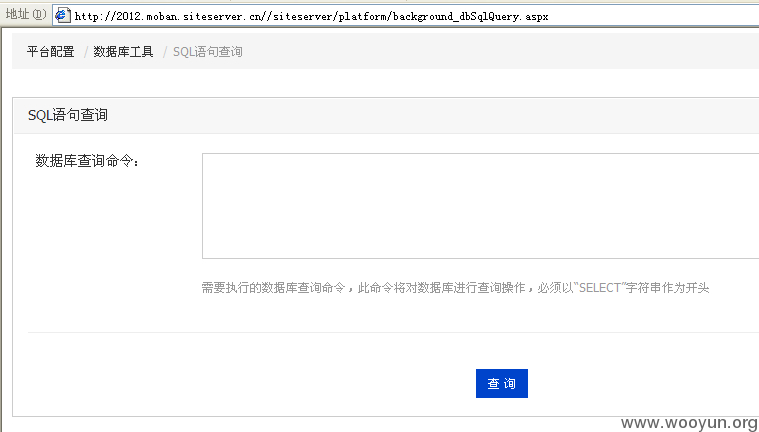 地址(D) http://2012.moban.siteserver.cn//siteserver/platform/background_dbSqlQuery.aspx
平台配置 / 数据库工具 / SQL语句查询
SQL语句查询
数据库查询命令:
需要执行的数据库查询命令，此命令将对数据库进行查询操作，必须以"SELECT"字符串作为开头
查 询
www.wooyun.org